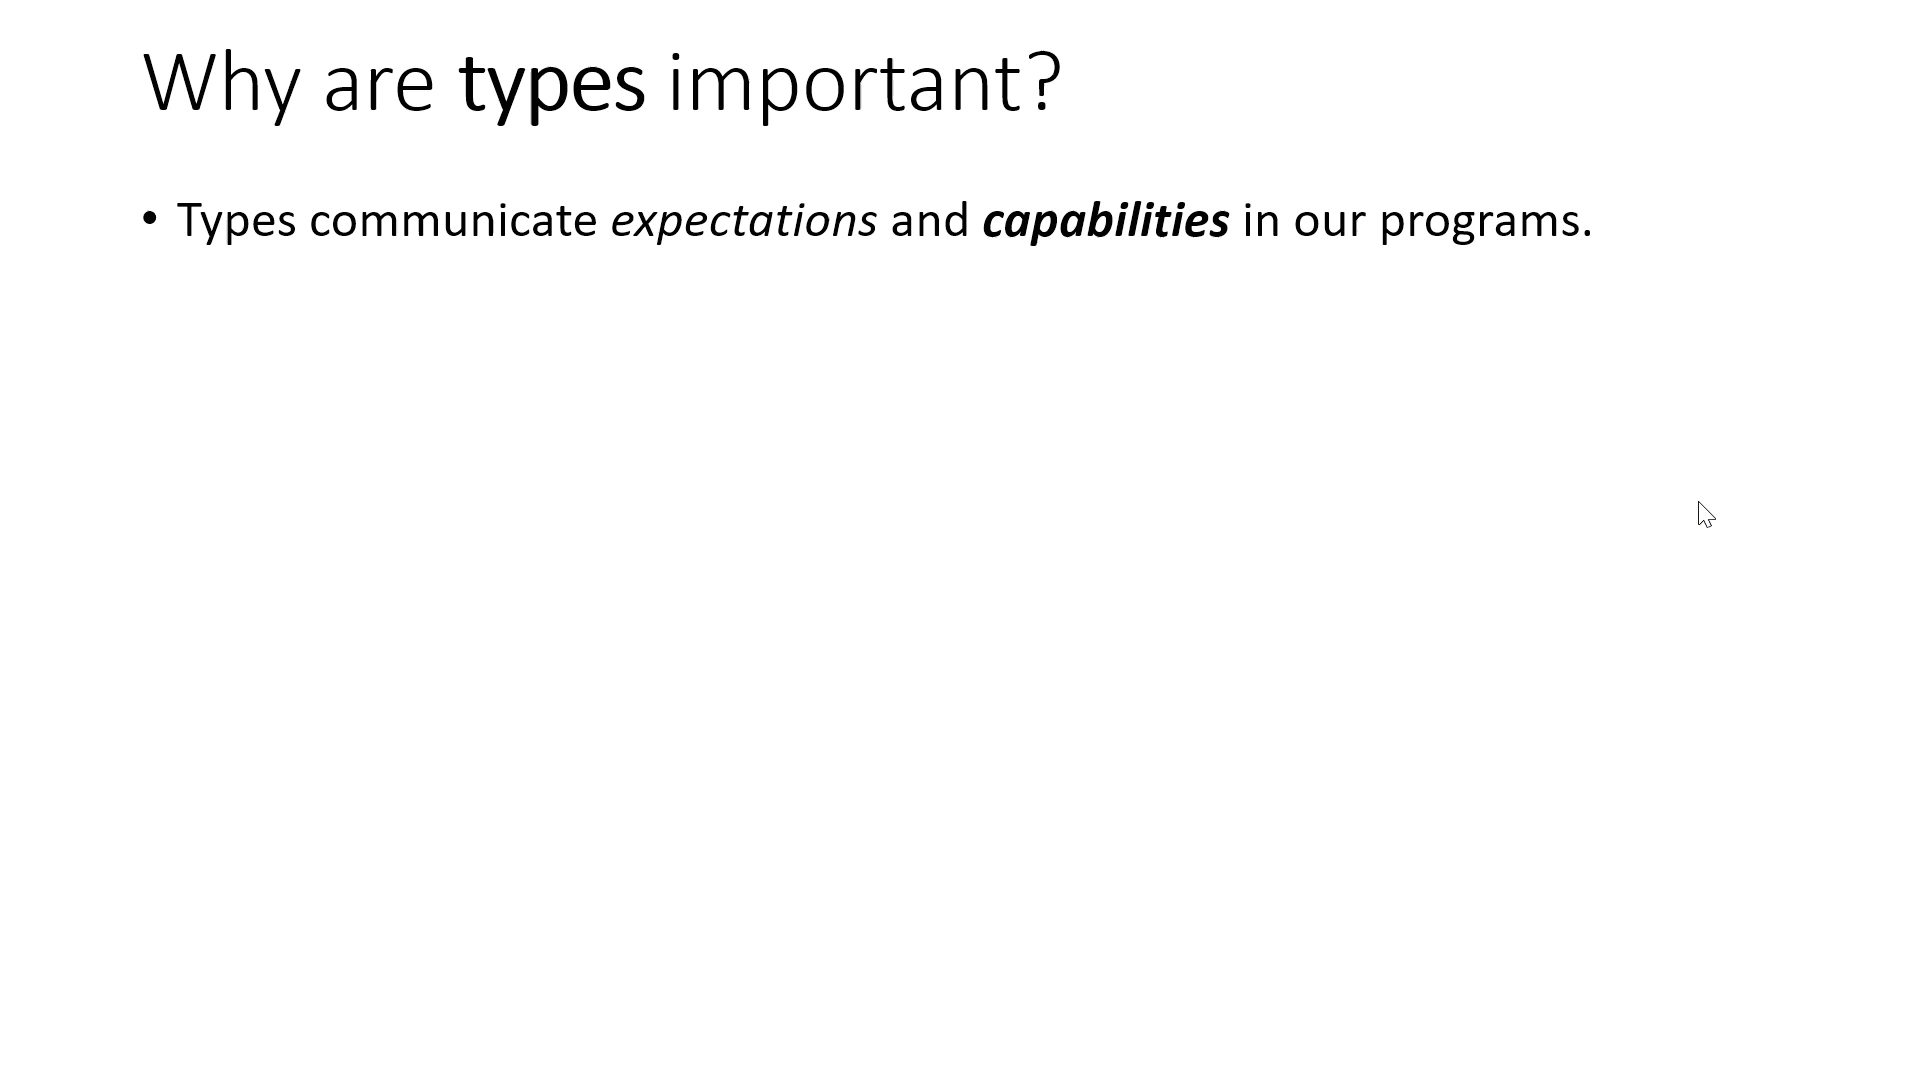 Why are types important?
• Types communicate expectations and capabilities in our programs.